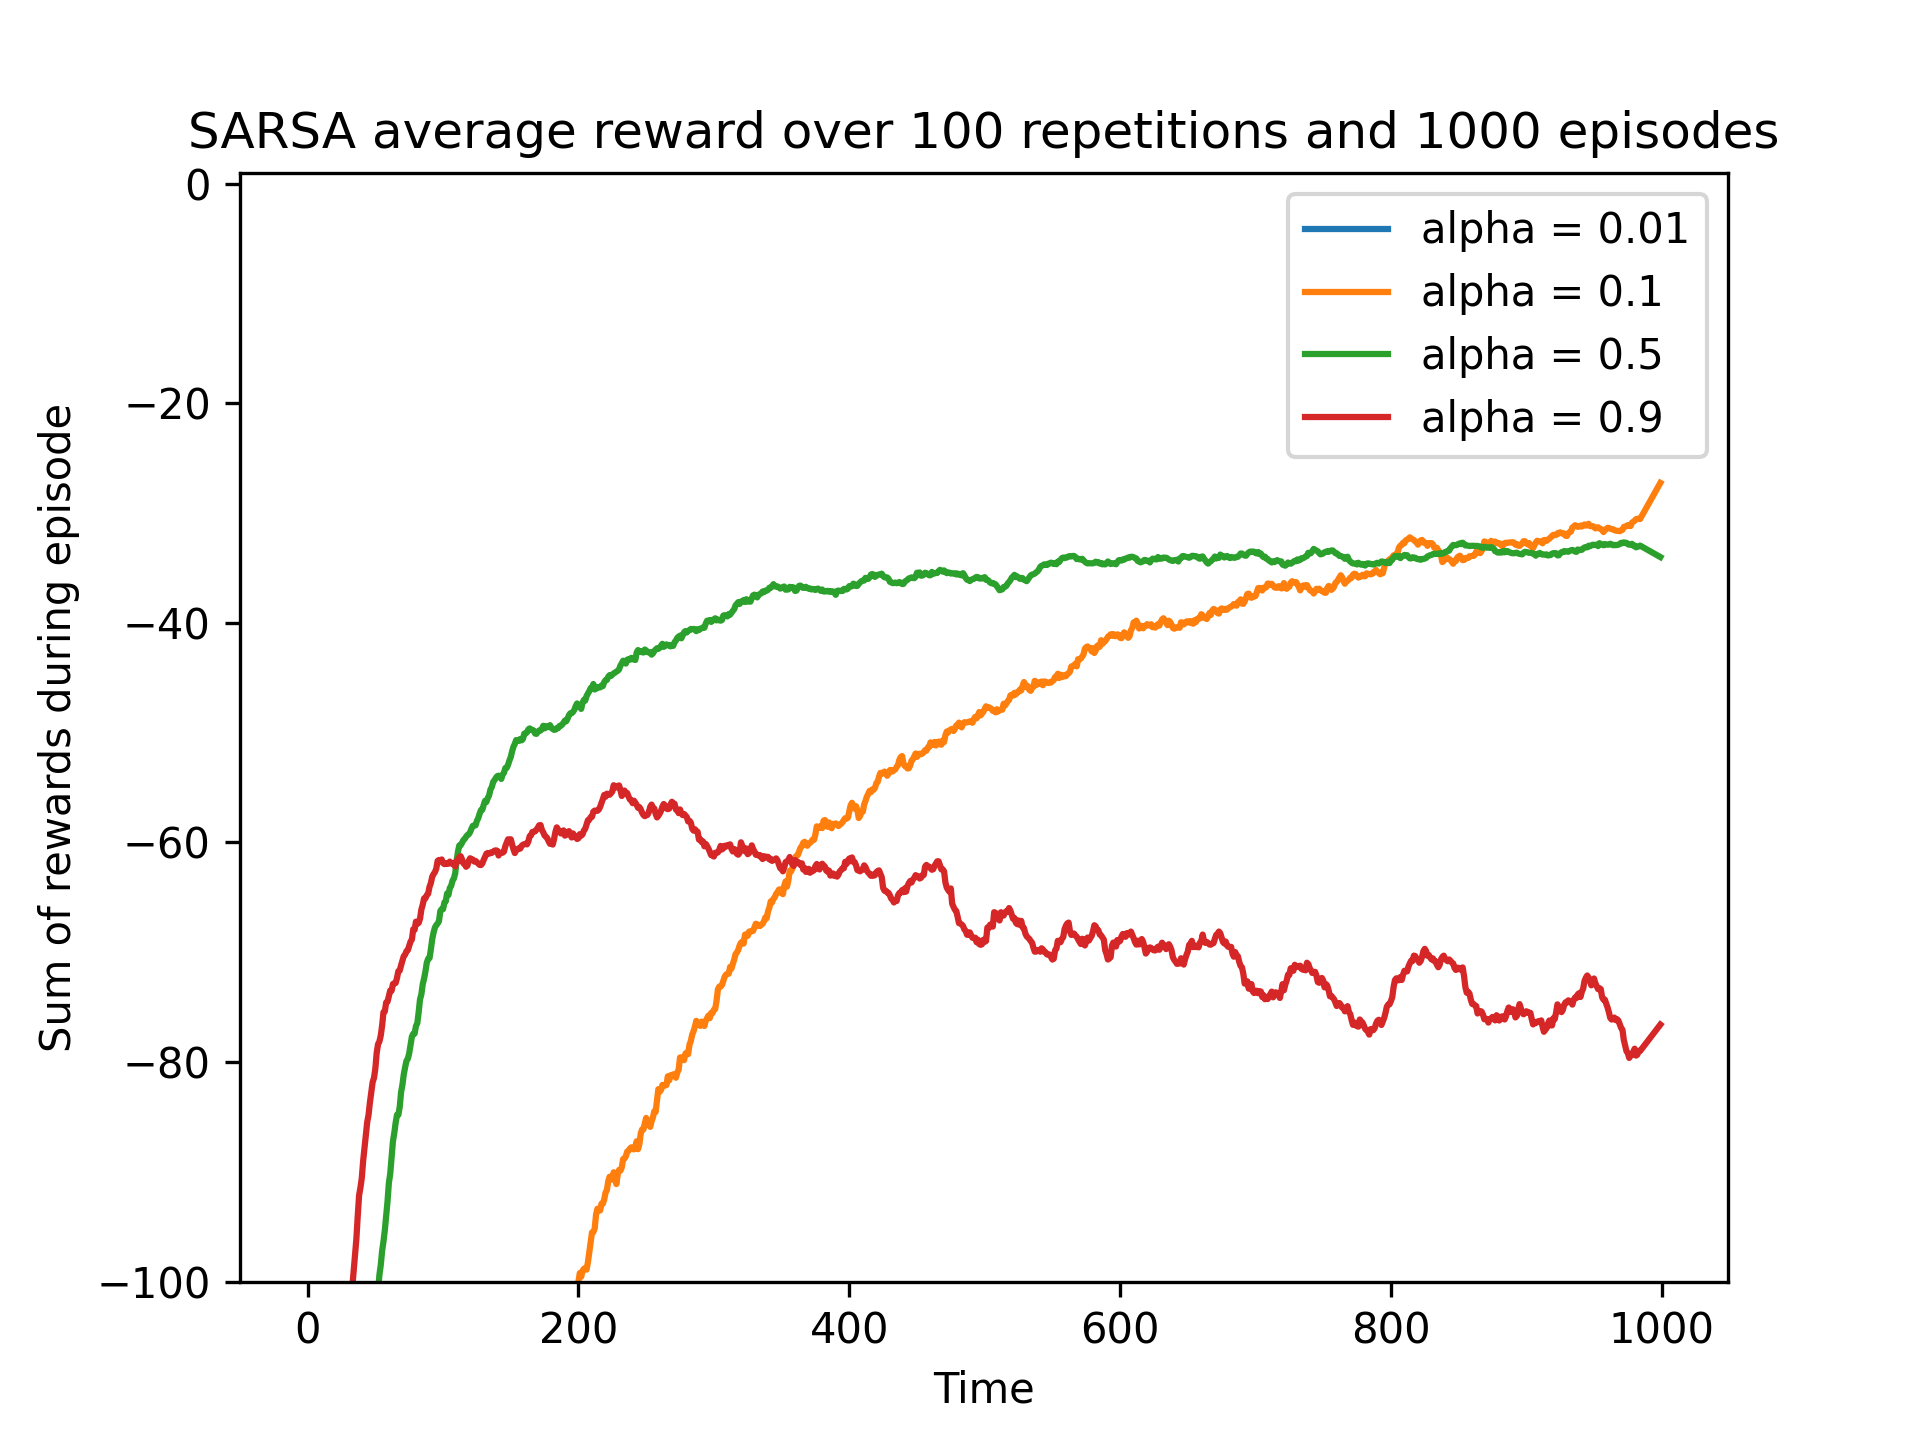 SARSA average reward over 100 repetitions and 1000 episodes
0
−20
−40
−60
−80
−100
Sum of rewards during episode
alpha = 0.01
alpha = 0.1
alpha = 0.5
alpha = 0.9
0 200 400 600 800 1000
Time